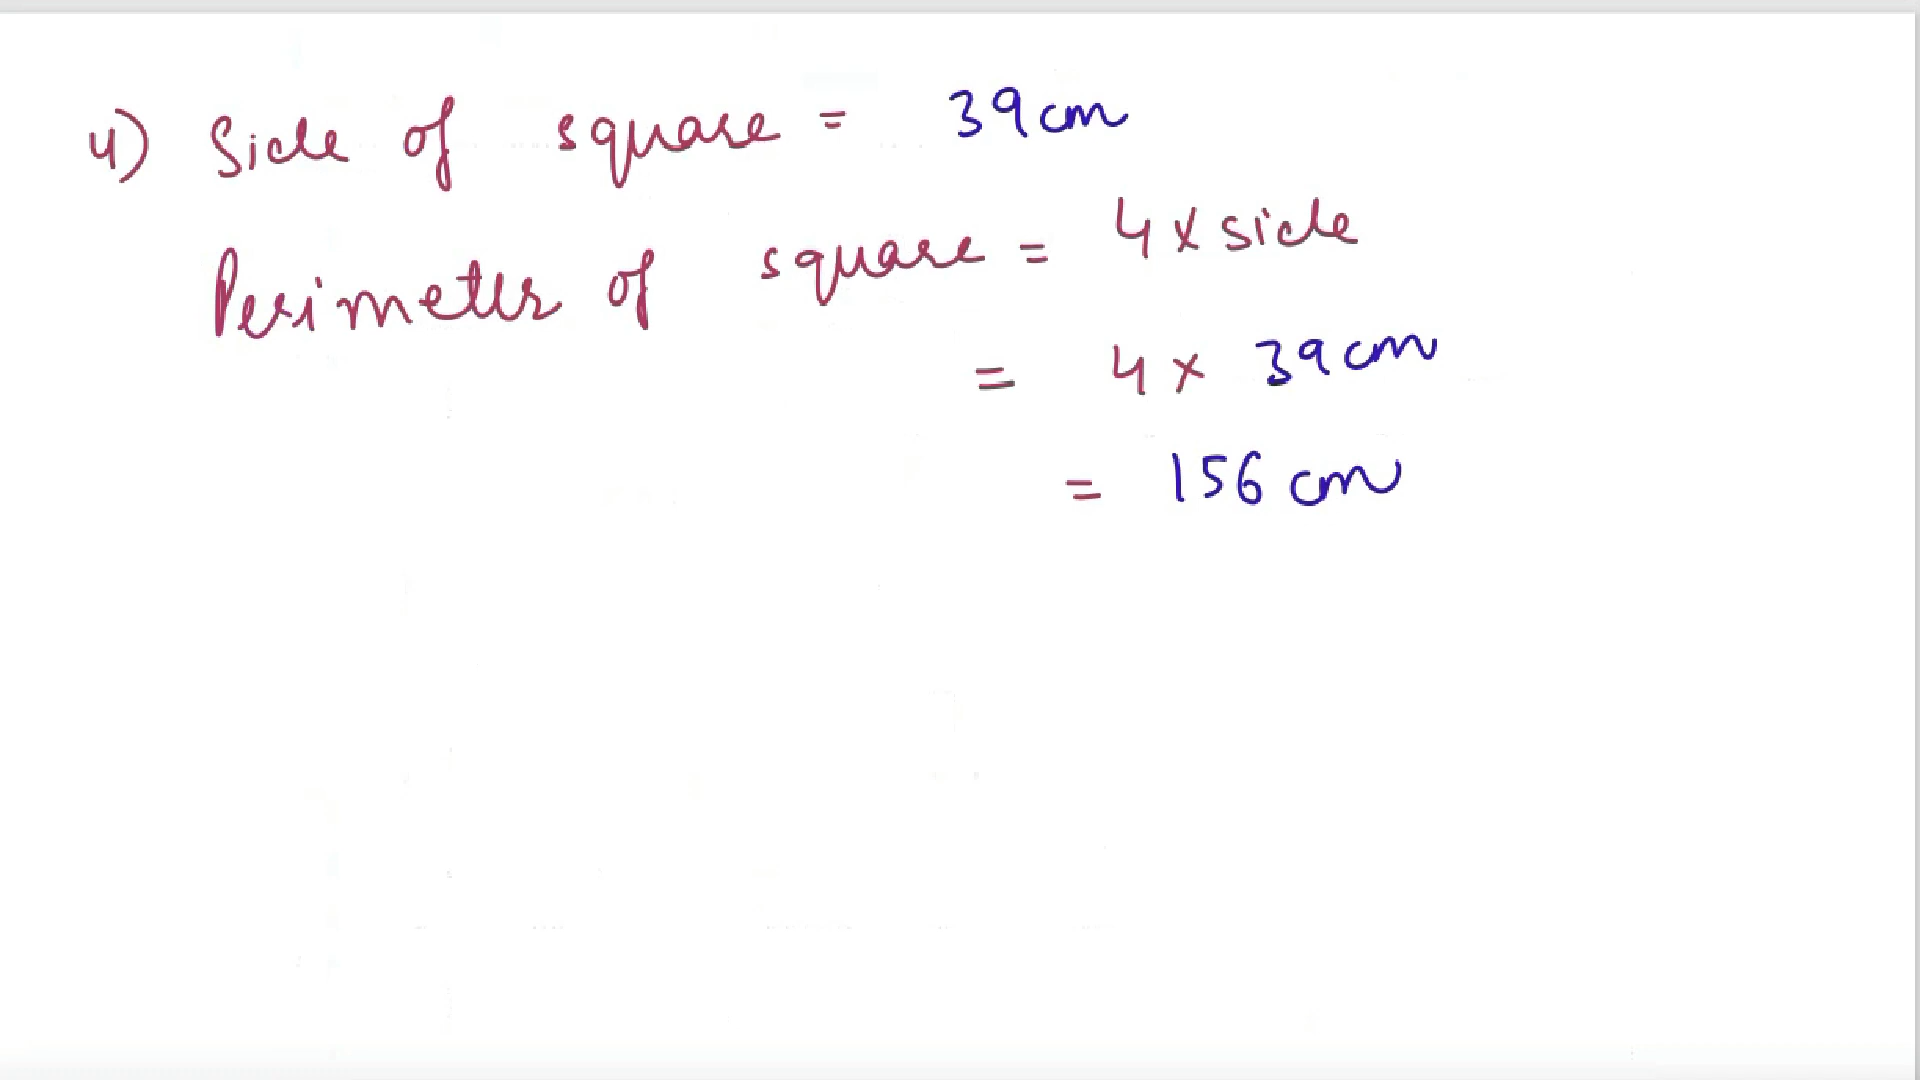 4) Side of square = 39cm
Perimeter of square = 4 x side
= 4 x 39cm
= 156 cm